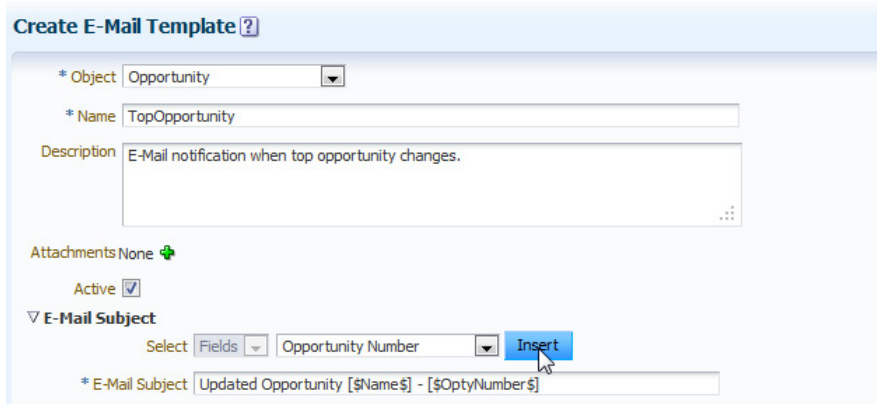 Create E-Mail Template ?
* Object Opportunity
* Name TopOpportunity
Description E-Mail notification when top opportunity changes.
Attachments None
Active
E-Mail Subject
Select Fields Opportunity Number Insert
* E-Mail Subject Updated Opportunity [$Name$] - [$OptyNumber$]